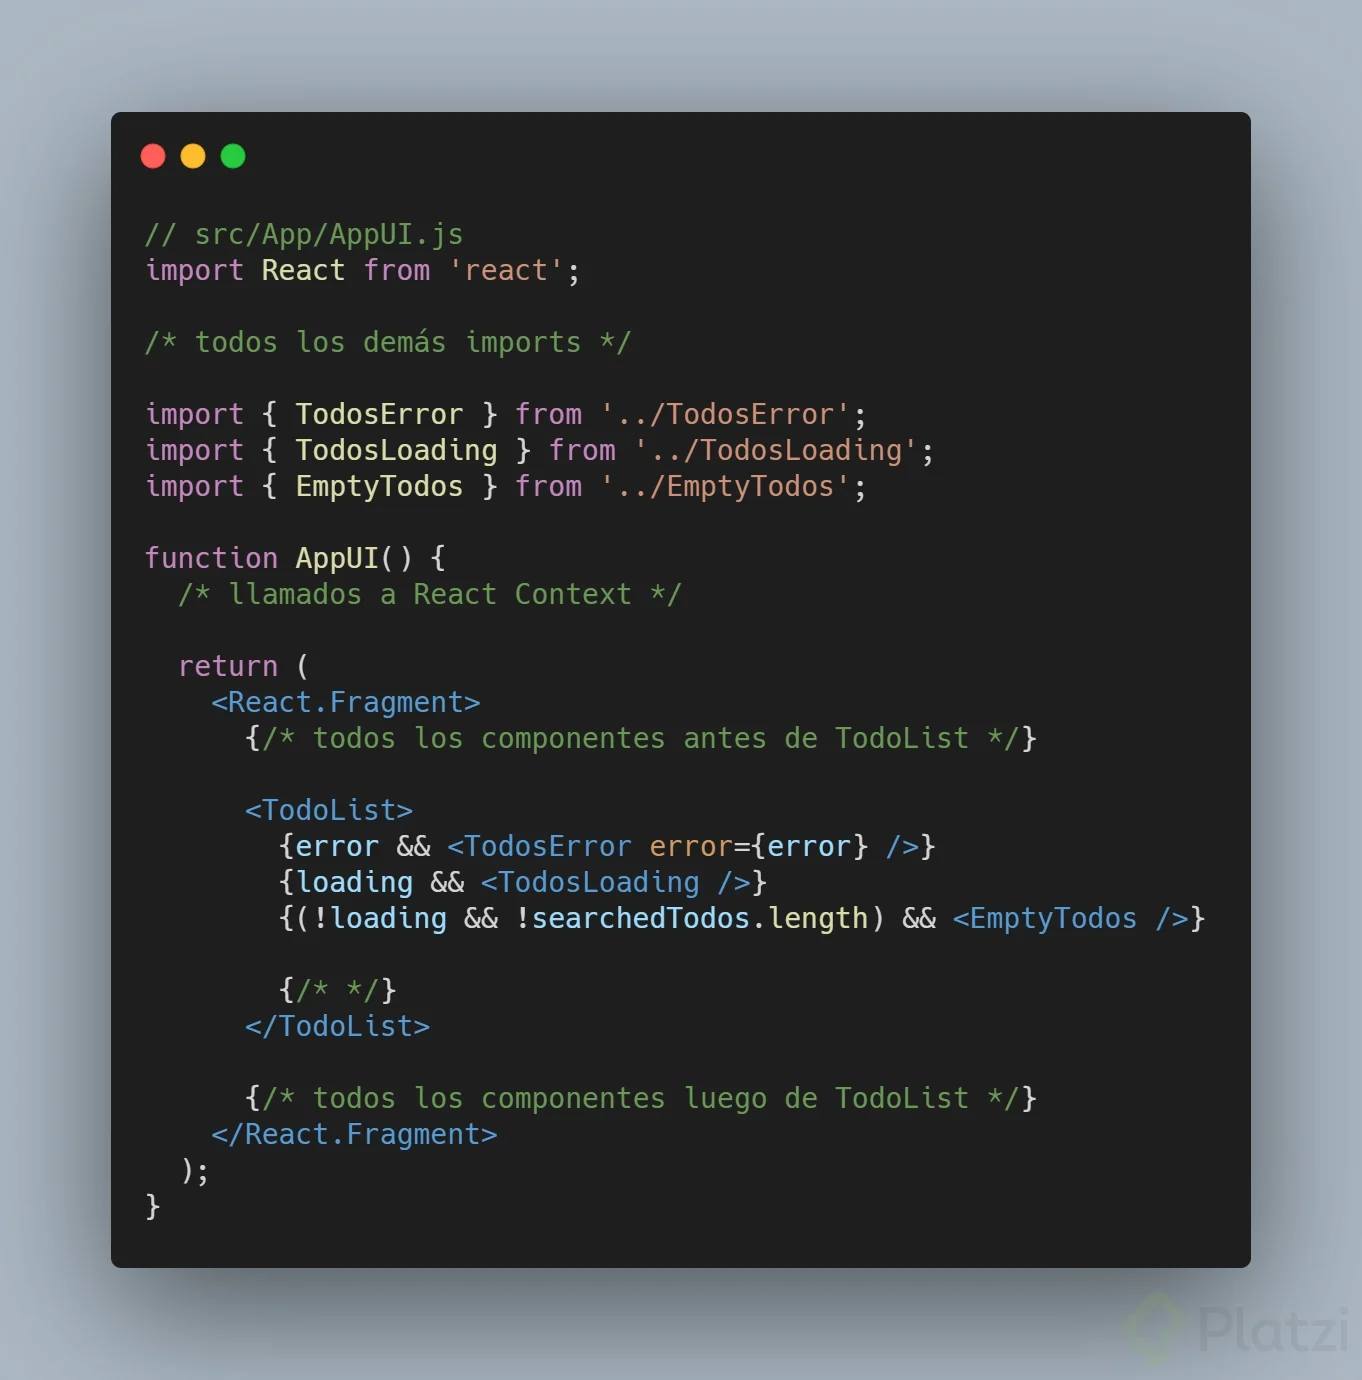 // src/App/AppUI.js
import React from 'react';
/* todos los demás imports */
import { TodosError } from '../TodosError';
import { TodosLoading } from '../TodosLoading';
import { EmptyTodos } from '../EmptyTodos';
function AppUI() {
  /* llamados a React Context */
  return (
    <React.Fragment>
      {/* todos los componentes antes de TodoList */}
      <TodoList>
        {error && <TodosError error={error} />}
        {loading && <TodosLoading />}
        {(!loading && !searchedTodos.length) && <EmptyTodos />}
        {/* */}
      </TodoList>
      {/* todos los componentes luego de TodoList */}
    </React.Fragment>
  );
}
Platzi